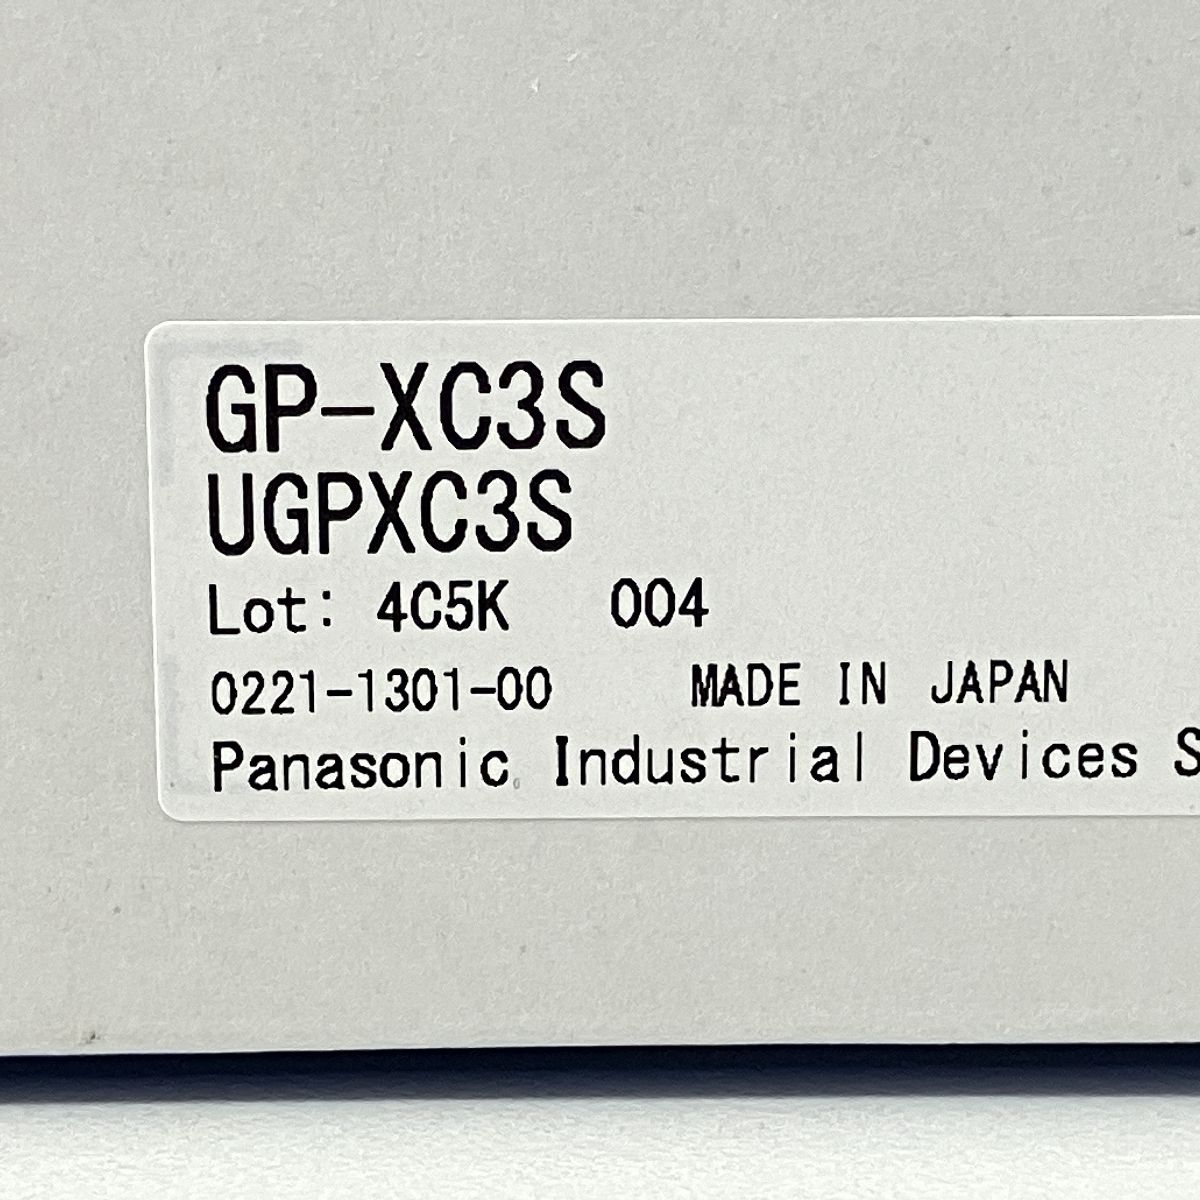 GP-XC3S
UGPXC3S
Lot: 4C5K 004
0221-1301-00 MADE IN JAPAN
Panasonic Industrial Devices S